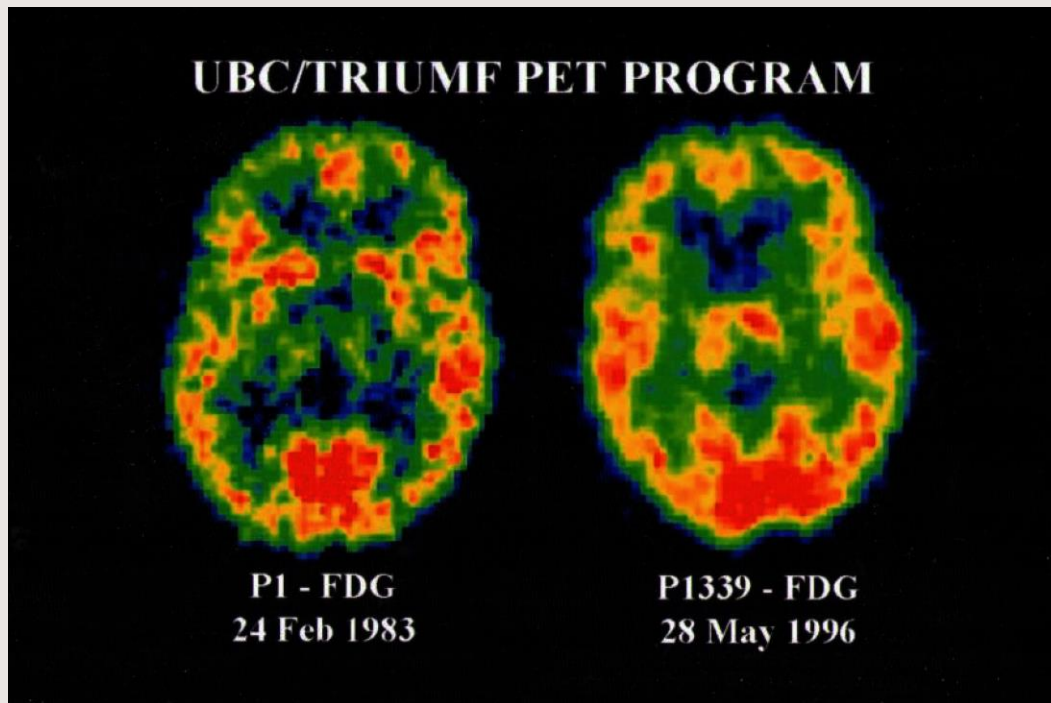 UBC/TRIUMF PET PROGRAM
P1 - FDG
24 Feb 1983
P1339 - FDG
28 May 1996